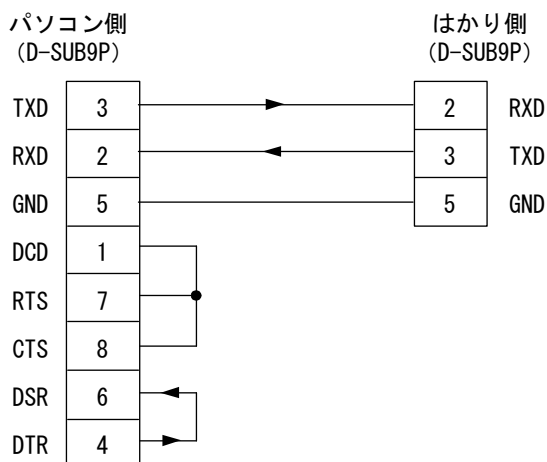 パソコン側 はかり側
(D-SUB9P) (D-SUB9P)
TXD 3 2 RXD
RXD 2 3 TXD
GND 5 5 GND
DCD 1
RTS 7
CTS 8
DSR 6
DTR 4